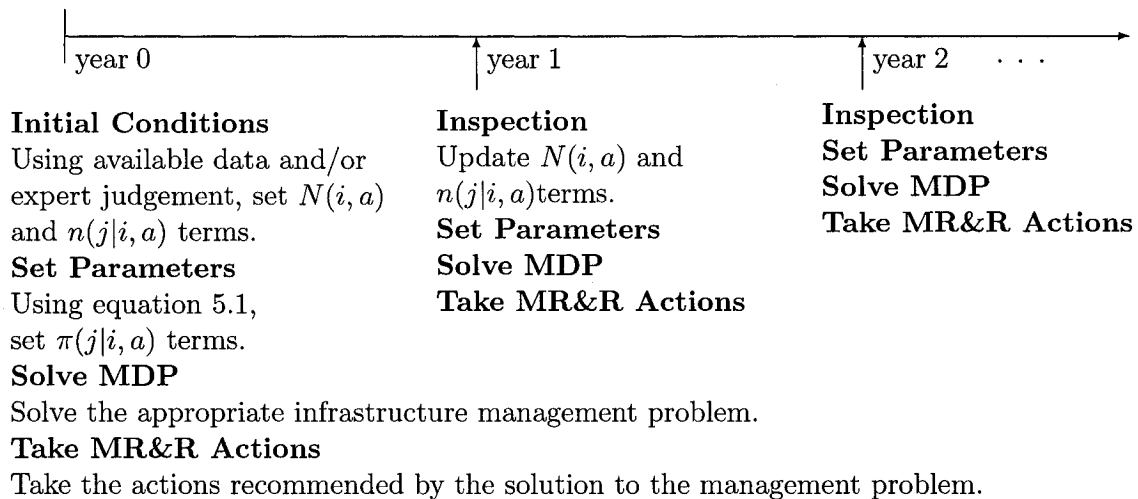 year 0
year 1
year 2 . . .
Initial Conditions
Using available data and/or
expert judgement, set N(i, a)
and n(j|i, a) terms.
Set Parameters
Using equation 5.1,
set π(j|i, a) terms.
Solve MDP
Solve the appropriate infrastructure management problem.
Take MR&R Actions
Take the actions recommended by the solution to the management problem.
Inspection
Update N(i, a) and
n(j|i, a)terms.
Set Parameters
Solve MDP
Take MR&R Actions
Inspection
Set Parameters
Solve MDP
Take MR&R Actions